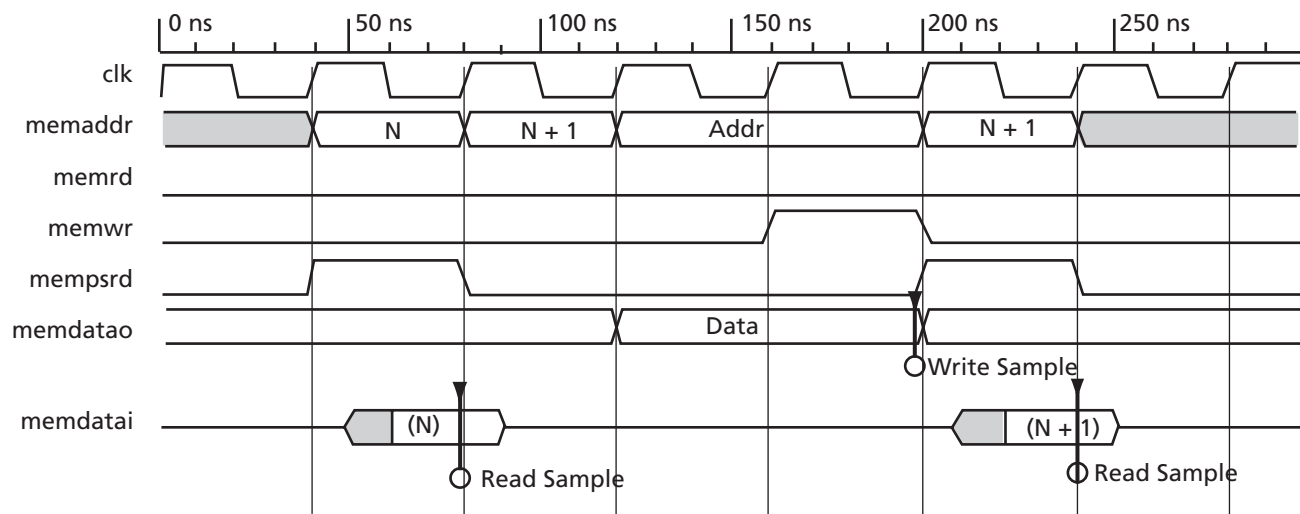 0 ns 50 ns 100 ns 150 ns 200 ns 250 ns
clk
memaddr N N + 1 Addr N + 1
memrd
memwr
mempsrd
memdatao Data
Write Sample
memdatai (N) (N + 1)
Read Sample Read Sample